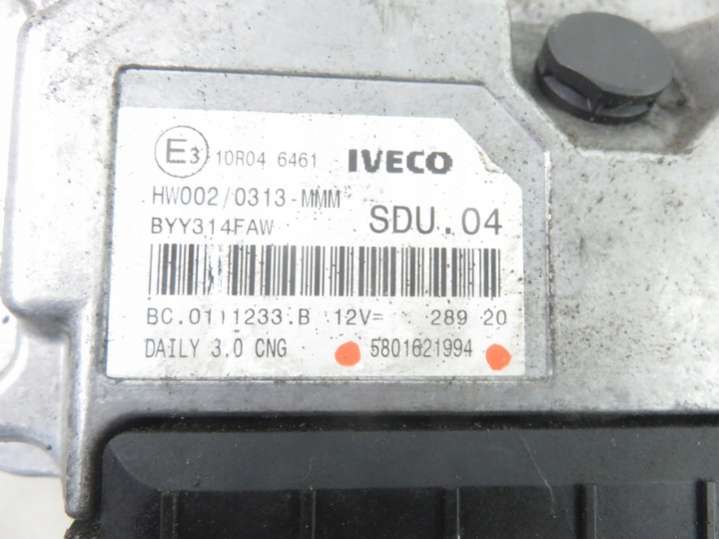 E3 10R04 6461 IVECO
HW002/0313-MMM
BYY314FAW SDU.04
BC.0111233.B 12V= 289 20
DAILY 3.0 CNG 5801621994